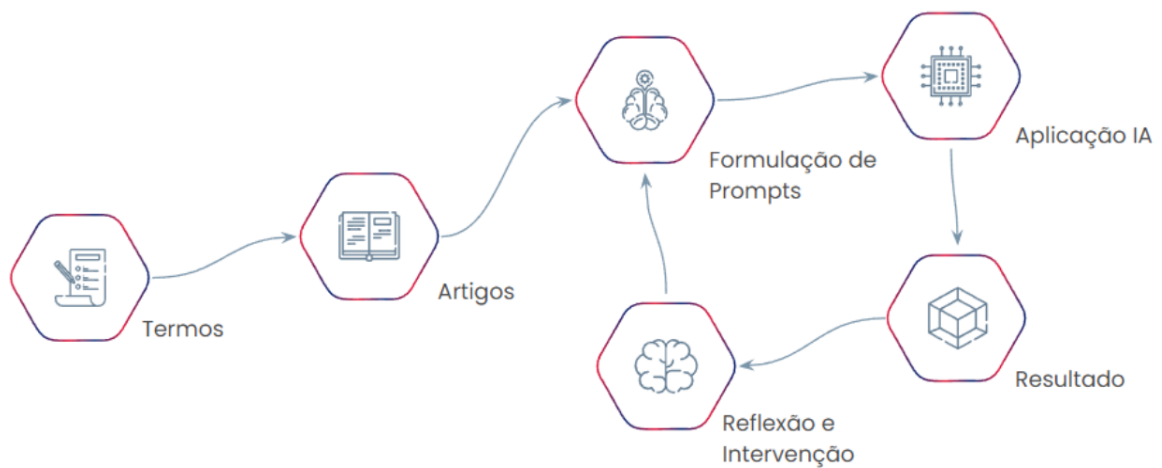 Termos
Artigos
Formulação de
Prompts
Aplicação IA
Resultado
Reflexão e
Intervenção